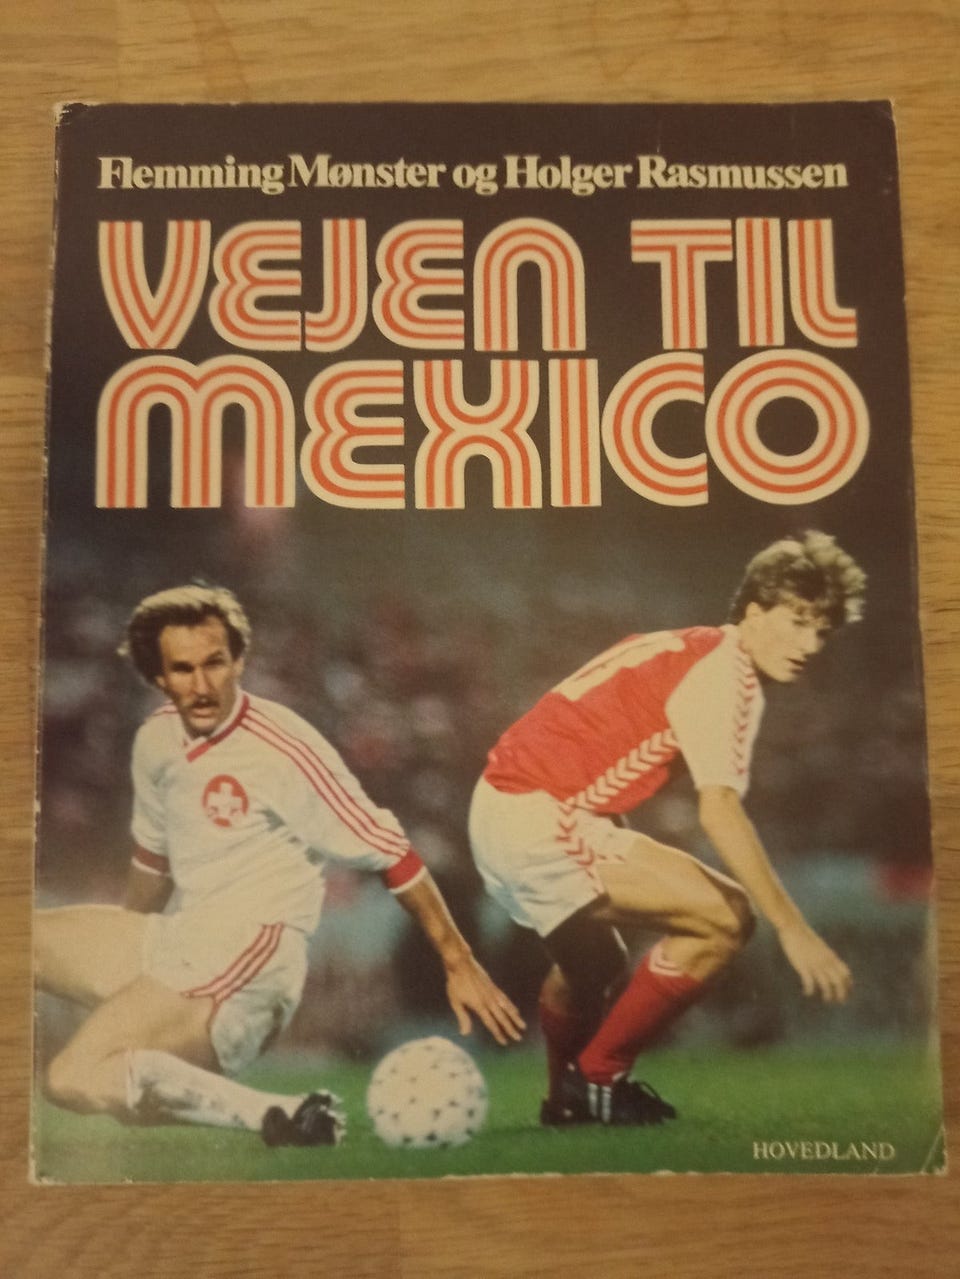 Flemming Mønster og Holger Rasmussen
VEJEN TIL
MEXICO
HOVEDLAND